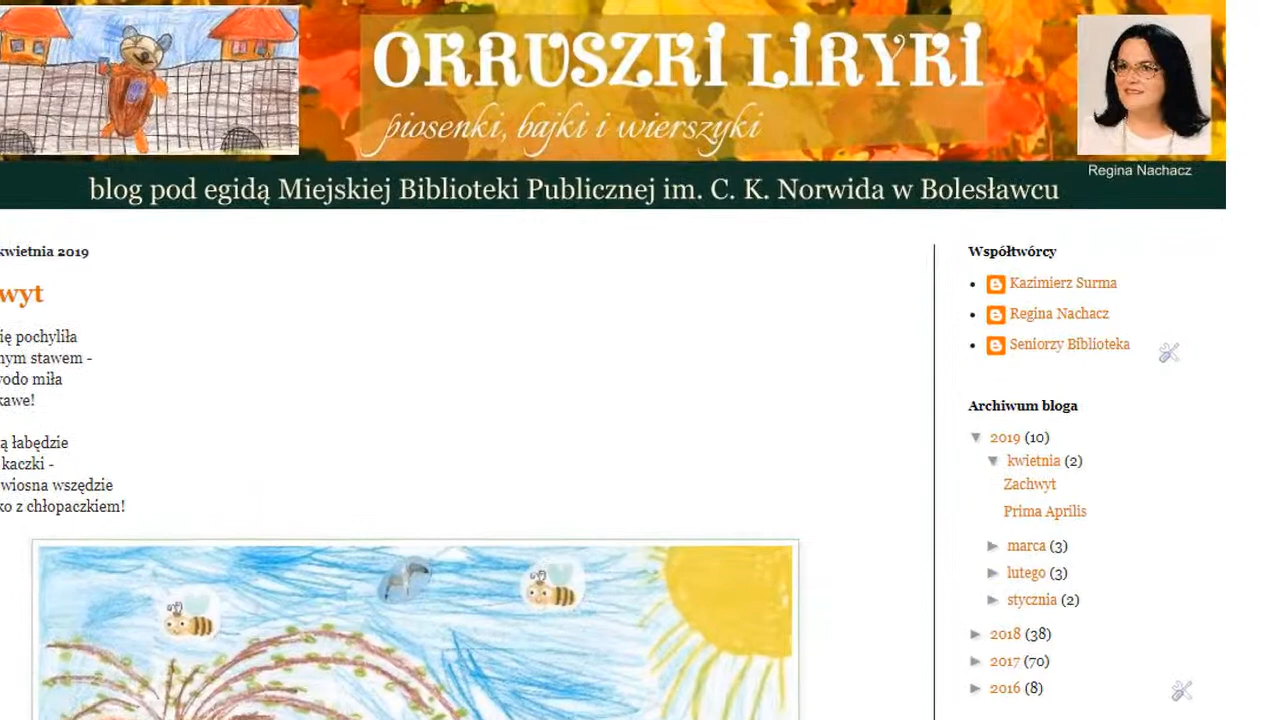 OKRUSZKI LIRYKI
piosenki, bajki i wierszyki
Regina Nachacz
blog pod egidą Miejskiej Biblioteki Publicznej im. C. K. Norwida w Bolesławcu
kwietnia 2019
wyt
ię pochyliła
nym stawem -
wodo miła
kawe!
ą łabędzie
kaczki -
wiosna wszędzie
ko z chłopaczkiem!
Współtwórcy
Kazimierz Surma
Regina Nachacz
Seniorzy Biblioteka
Archiwum bloga
▼ 2019 (10)
▼ kwietnia (2)
Zachwyt
Prima Aprilis
► marca (3)
► lutego (3)
► stycznia (2)
► 2018 (38)
► 2017 (70)
► 2016 (8)